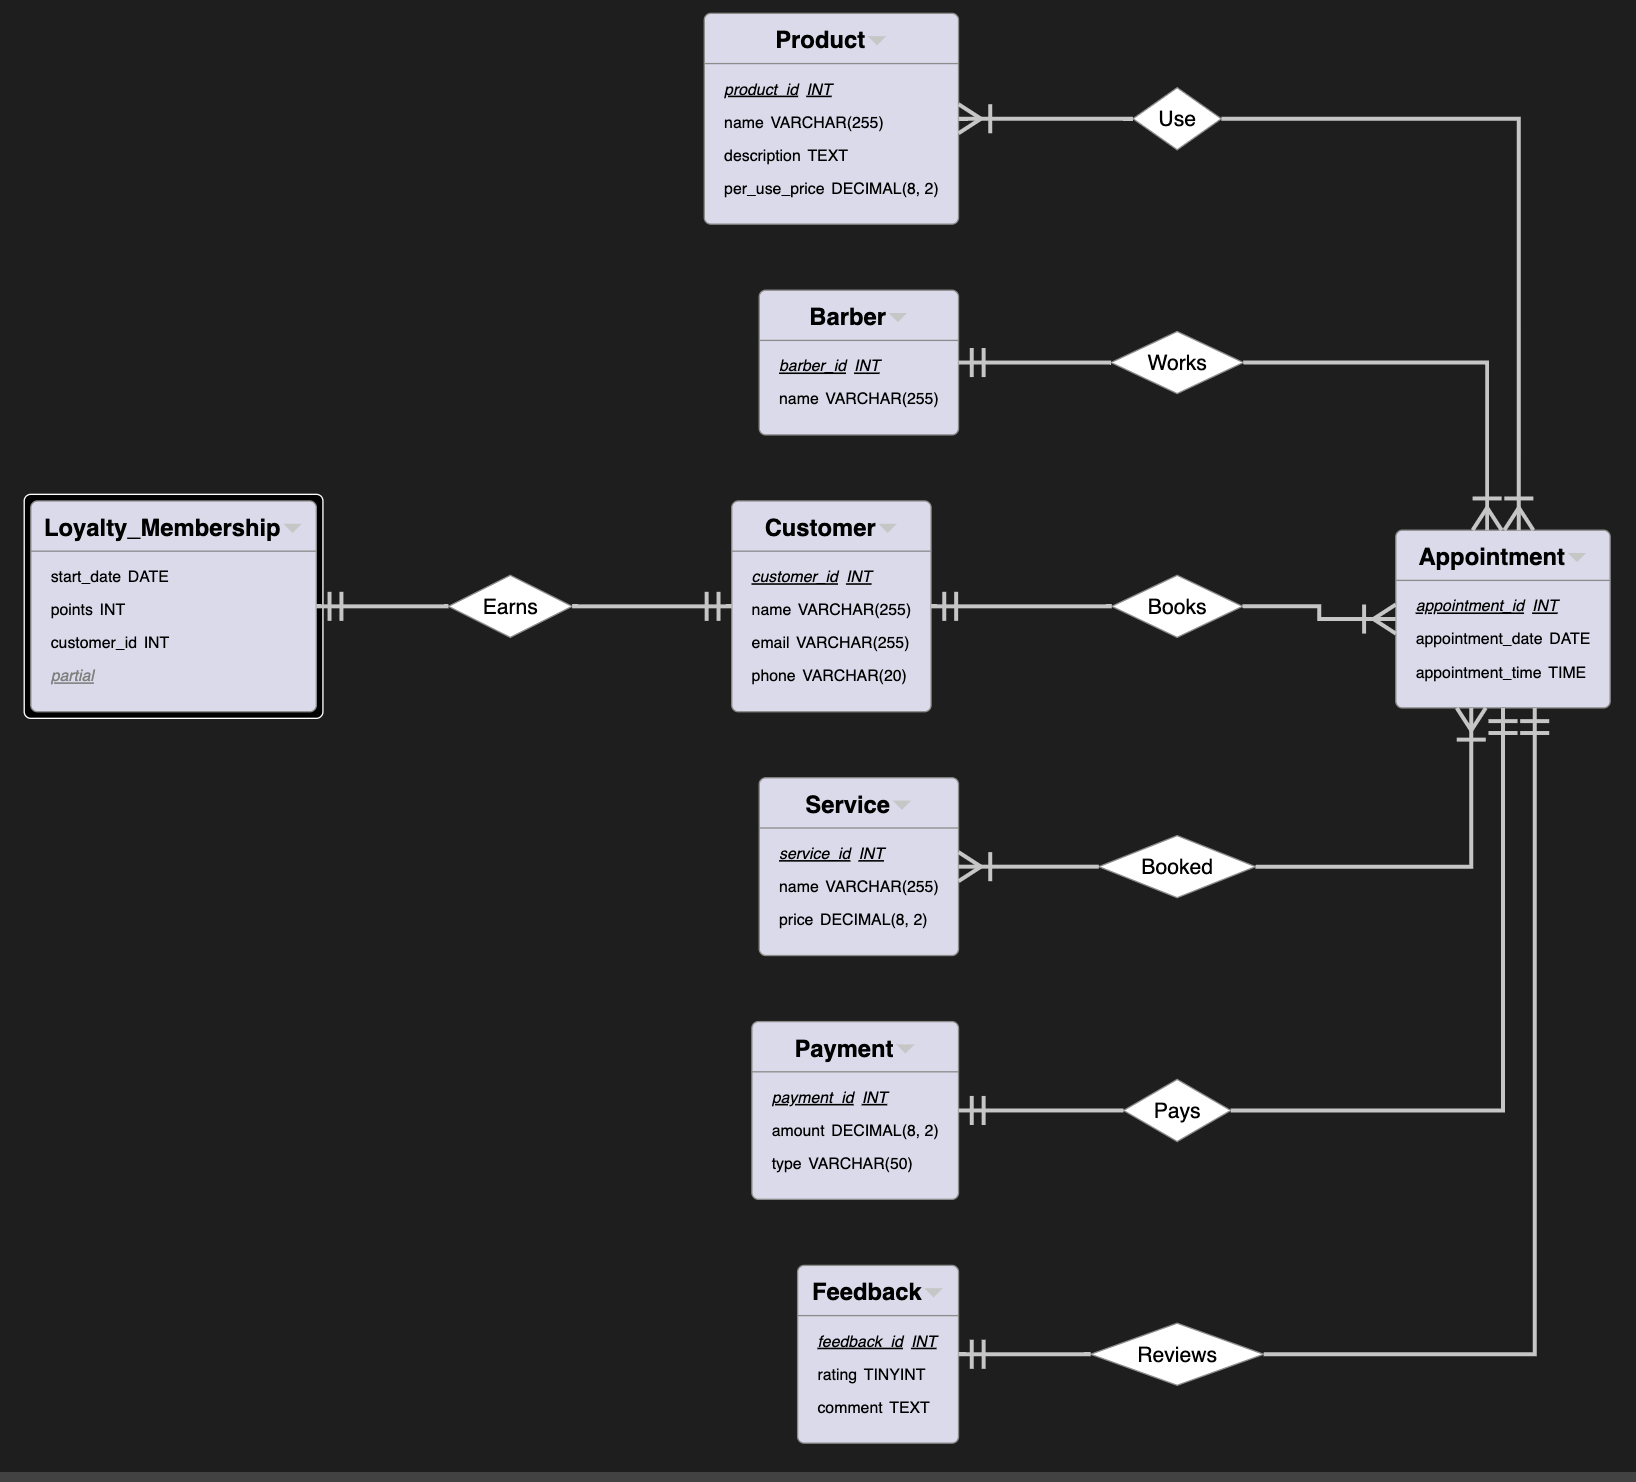 Product
product_id INT
name VARCHAR(255)
description TEXT
per_use_price DECIMAL(8, 2)
Use
Barber
barber_id INT
name VARCHAR(255)
Works
Loyalty_Membership
start_date DATE
points INT
customer_id INT
partial
Earns
Customer
customer_id INT
name VARCHAR(255)
email VARCHAR(255)
phone VARCHAR(20)
Books
Appointment
appointment_id INT
appointment_date DATE
appointment_time TIME
Service
service_id INT
name VARCHAR(255)
price DECIMAL(8, 2)
Booked
Payment
payment_id INT
amount DECIMAL(8, 2)
type VARCHAR(50)
Pays
Feedback
feedback_id INT
rating TINYINT
comment TEXT
Reviews